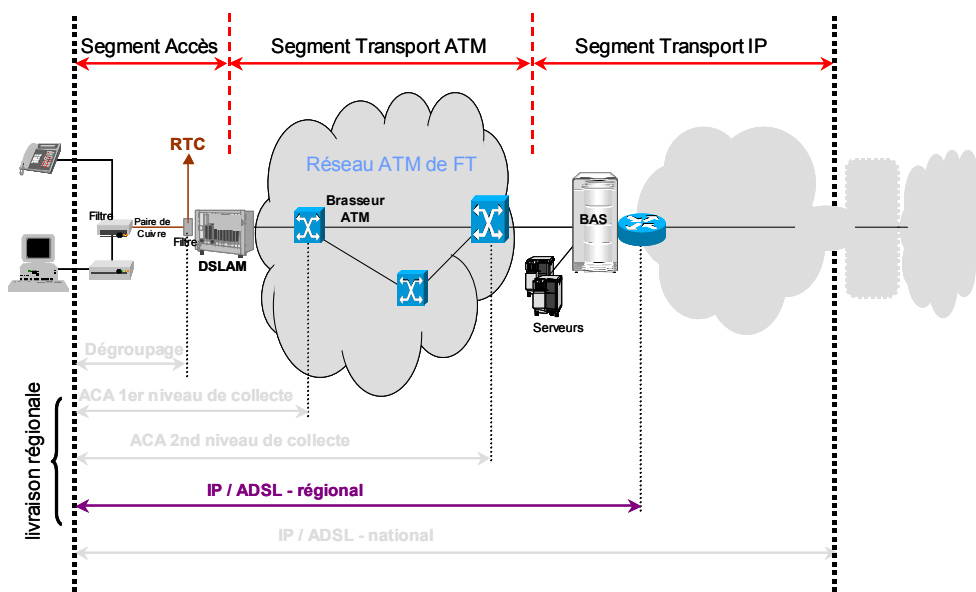 Segment Accès
Segment Transport ATM
Segment Transport IP
RTC
Réseau ATM de FT
Brasseur
ATM
BAS
Filtre
Paire de
Cuivre
Filtre
DSLAM
Serveurs
Dégroupage
ACA 1er niveau de collecte
ACA 2nd niveau de collecte
livraison régionale
IP / ADSL - régional
IP / ADSL - national